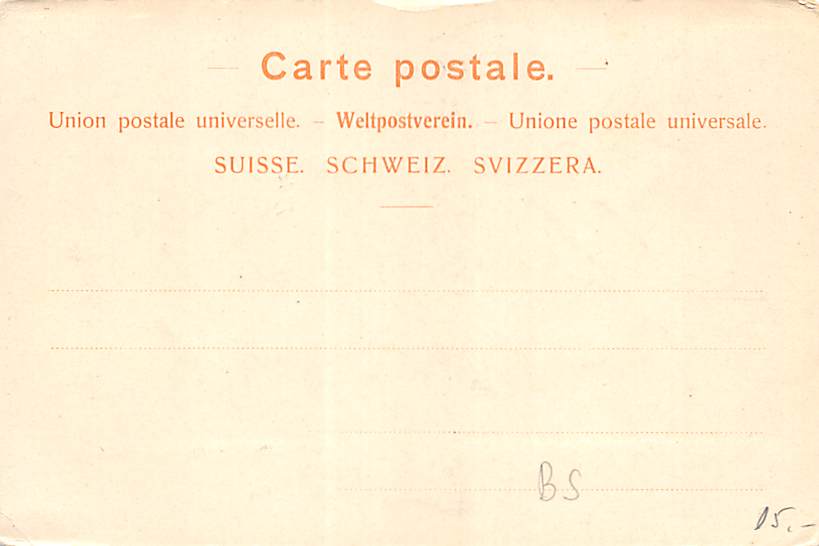 Carte postale.
Union postale universelle. – Weltpostverein. – Unione postale universale.
SUISSE. SCHWEIZ. SVIZZERA.
BS
15.-